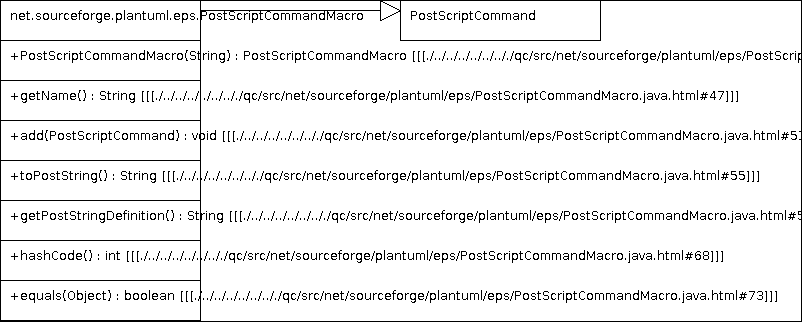 net.sourceforge.plantuml.eps.PostScriptCommandMacro
PostScriptCommand
+PostScriptCommandMacro(String) : PostScriptCommandMacro [[[./../../../../../../../qc/src/net/sourceforge/plantuml/eps/PostScrip
+getName() : String [[[./../../../../../../../qc/src/net/sourceforge/plantuml/eps/PostScriptCommandMacro.java.html#47]]]
+add(PostScriptCommand) : void [[[./../../../../../../../qc/src/net/sourceforge/plantuml/eps/PostScriptCommandMacro.java.html#51
+toPostString() : String [[[./../../../../../../../qc/src/net/sourceforge/plantuml/eps/PostScriptCommandMacro.java.html#55]]]
+getPostStringDefinition() : String [[[./../../../../../../../qc/src/net/sourceforge/plantuml/eps/PostScriptCommandMacro.java.html#5
+hashCode() : int [[[./../../../../../../../qc/src/net/sourceforge/plantuml/eps/PostScriptCommandMacro.java.html#68]]]
+equals(Object) : boolean [[[./../../../../../../../qc/src/net/sourceforge/plantuml/eps/PostScriptCommandMacro.java.html#73]]]